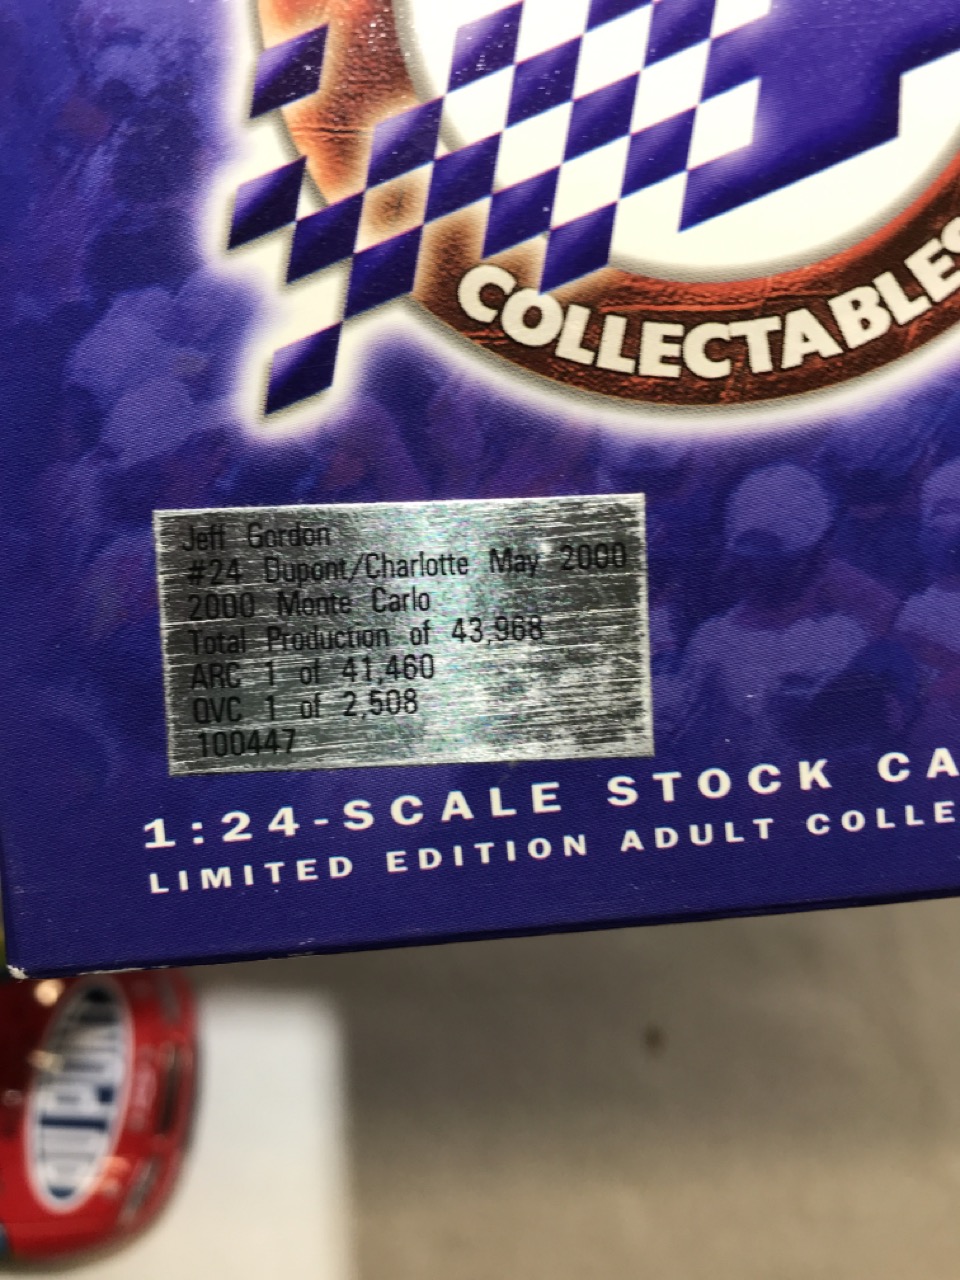 COLLECTABLES
Jeff Gordon
#24 Dupont/Charlotte May 2000
2000 Monte Carlo
Total Production of 43,968
ARC 1 of 41,460
QVC 1 of 2,508
100447
1:24-SCALE STOCK CA
LIMITED EDITION ADULT COLLE